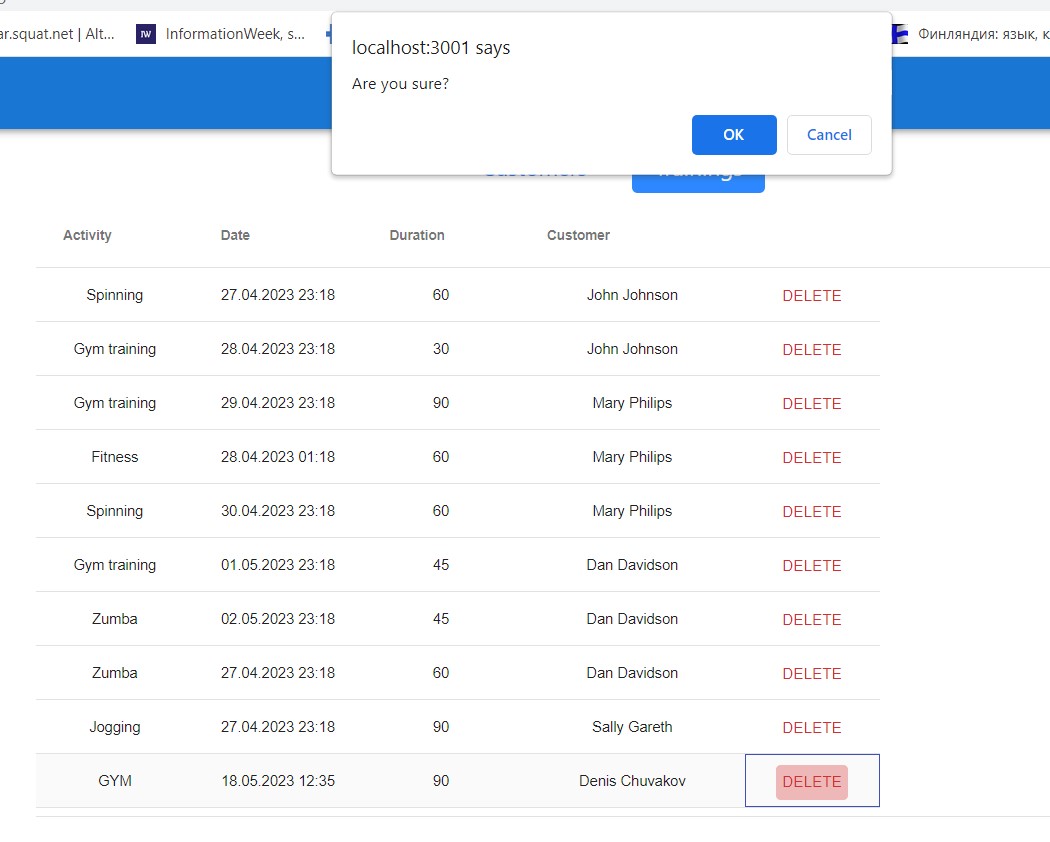 ar.squat.net | Alt...
IW InformationWeek, s...
Финляндия: язык, к
localhost:3001 says
Are you sure?
OK Cancel
Customers Trainings
Activity Date Duration Customer
Spinning 27.04.2023 23:18 60 John Johnson DELETE
Gym training 28.04.2023 23:18 30 John Johnson DELETE
Gym training 29.04.2023 23:18 90 Mary Philips DELETE
Fitness 28.04.2023 01:18 60 Mary Philips DELETE
Spinning 30.04.2023 23:18 60 Mary Philips DELETE
Gym training 01.05.2023 23:18 45 Dan Davidson DELETE
Zumba 02.05.2023 23:18 45 Dan Davidson DELETE
Zumba 27.04.2023 23:18 60 Dan Davidson DELETE
Jogging 27.04.2023 23:18 90 Sally Gareth DELETE
GYM 18.05.2023 12:35 90 Denis Chuvakov DELETE